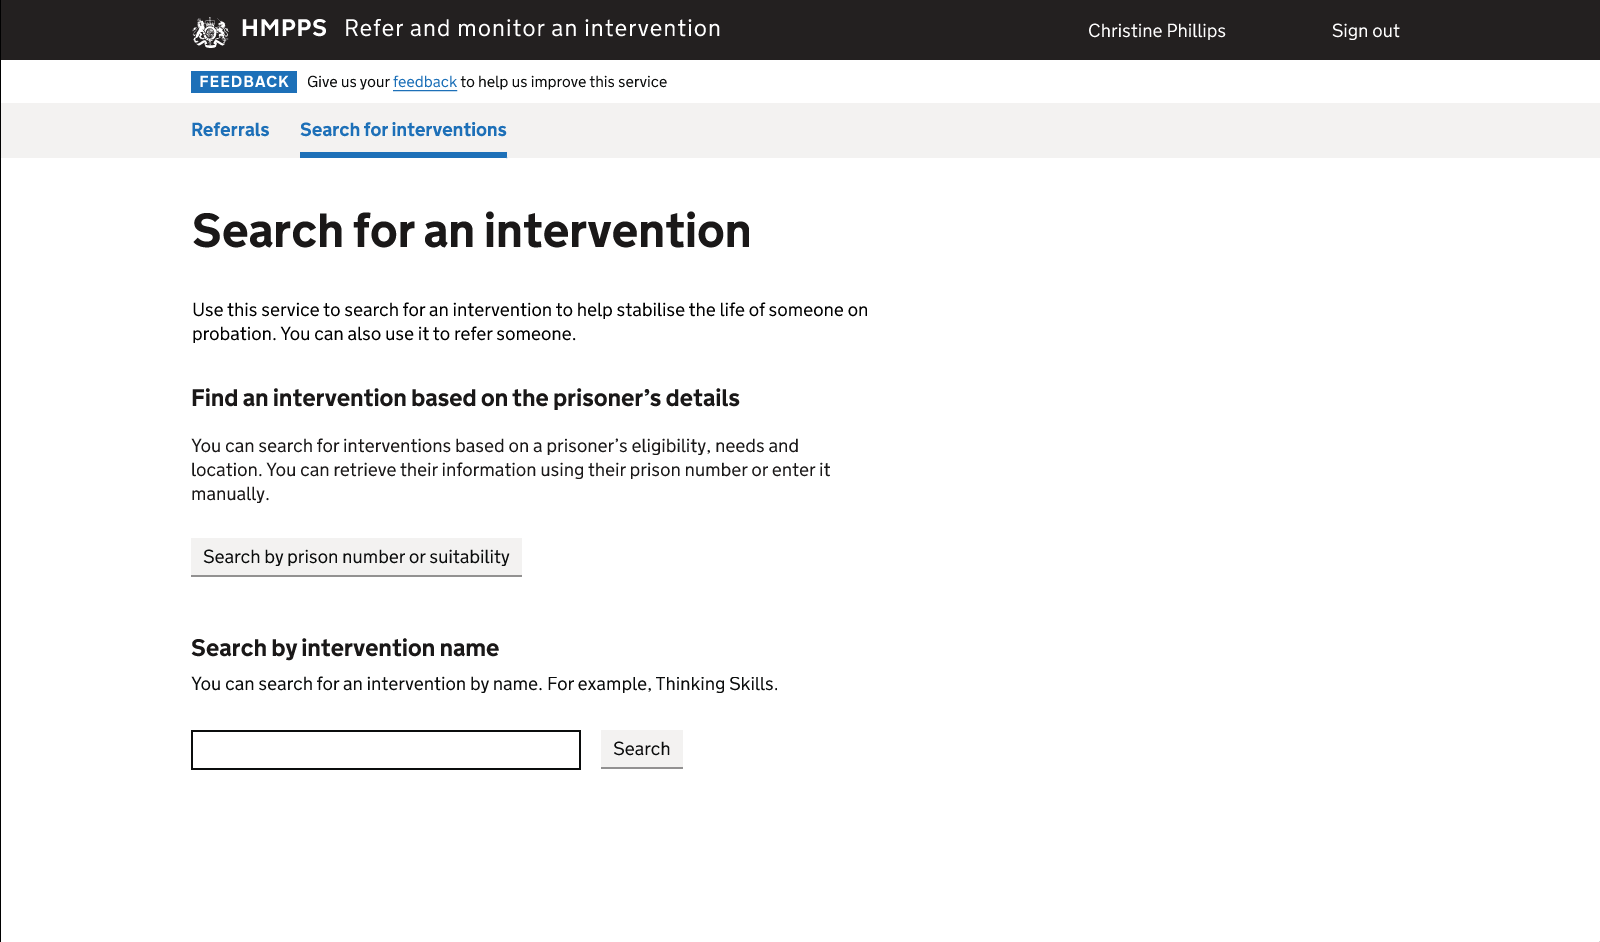 HMPPS Refer and monitor an intervention Christine Phillips Sign out
FEEDBACK Give us your feedback to help us improve this service
Referrals Search for interventions
Search for an intervention
Use this service to search for an intervention to help stabilise the life of someone on
probation. You can also use it to refer someone.
Find an intervention based on the prisoner’s details
You can search for interventions based on a prisoner’s eligibility, needs and
location. You can retrieve their information using their prison number or enter it
manually.
Search by prison number or suitability
Search by intervention name
You can search for an intervention by name. For example, Thinking Skills.
Search